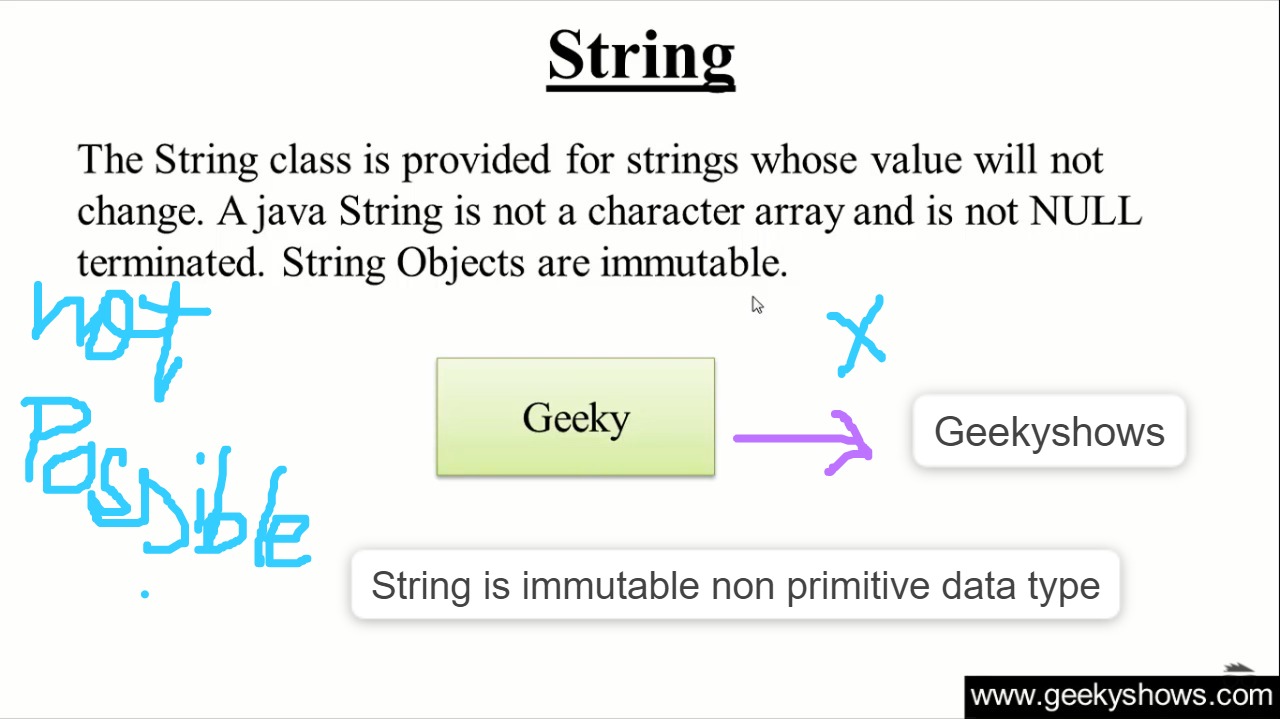 String
The String class is provided for strings whose value will not
change. A java String is not a character array and is not NULL
terminated. String Objects are immutable.
not
X
Geeky
Geekyshows
Possible
String is immutable non primitive data type
www.geekyshows.com